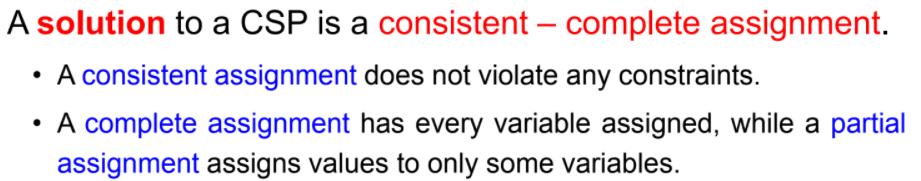 A solution to a CSP is a consistent – complete assignment.
• A consistent assignment does not violate any constraints.
• A complete assignment has every variable assigned, while a partial
assignment assigns values to only some variables.